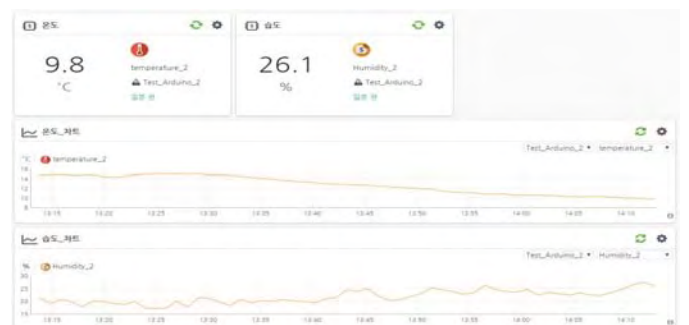 온도
9.8
°C
temperature_2
Test_Arduino_2
습도
26.1
%
Humidity_2
Test_Arduino_2
온도_차트
Test_Arduino_2 temperature_2
°C temperature_2
16
14
12
10
8
13:15 13:20 13:25 13:30 13:35 13:40 13:45 13:50 13:55 14:00 14:05 14:10
습도_차트
Test_Arduino_2 Humidity_2
% Humidity_2
30
25
20
15
13:15 13:20 13:25 13:30 13:35 13:40 13:45 13:50 13:55 14:00 14:05 14:10